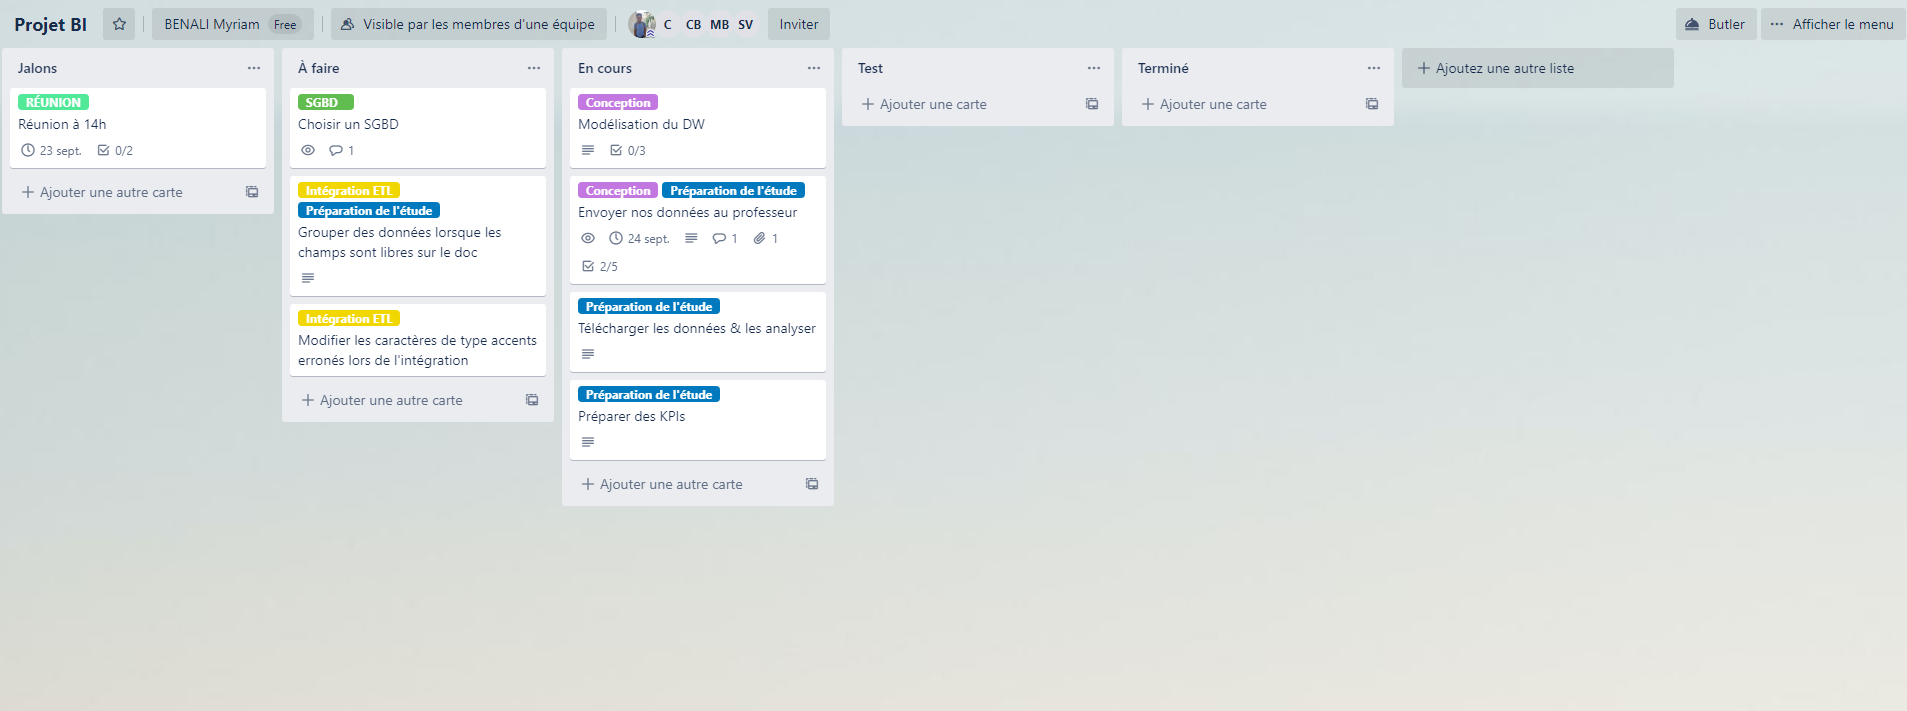 Projet BI
BENALI Myriam Free
Visible par les membres d'une équipe
C CB MB SV
Inviter
Butler
Afficher le menu
Jalons
RÉUNION
Réunion à 14h
23 sept. 0/2
Ajouter une autre carte
À faire
SGBD
Choisir un SGBD
1
Intégration ETL
Préparation de l'étude
Grouper des données lorsque les
champs sont libres sur le doc
Intégration ETL
Modifier les caractères de type accents
erronés lors de l'intégration
Ajouter une autre carte
En cours
Conception
Modélisation du DW
0/3
Conception Préparation de l'étude
Envoyer nos données au professeur
24 sept. 1 1
2/5
Préparation de l'étude
Télécharger les données & les analyser
Préparation de l'étude
Préparer des KPIs
Ajouter une autre carte
Test
Ajouter une carte
Terminé
Ajouter une carte
Ajoutez une autre liste